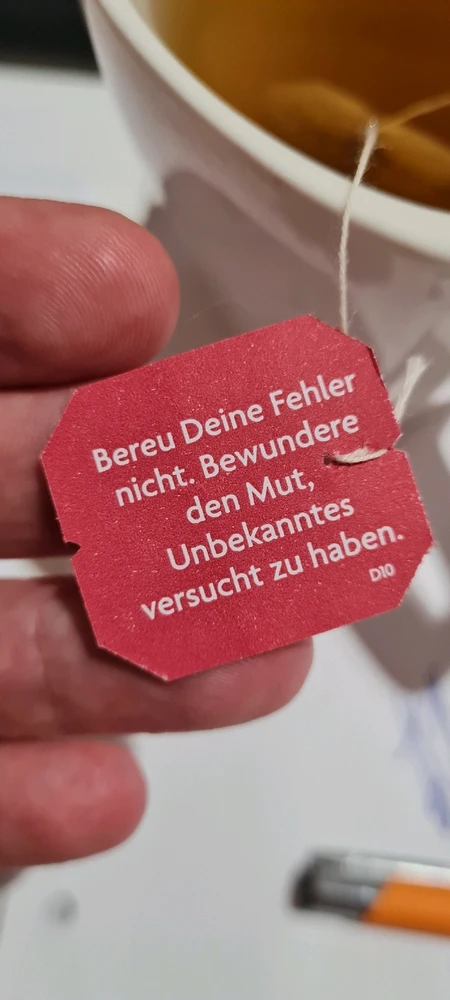 Bereu Deine Fehler
nicht. Bewundere
den Mut,
Unbekanntes
versucht zu haben.
D10